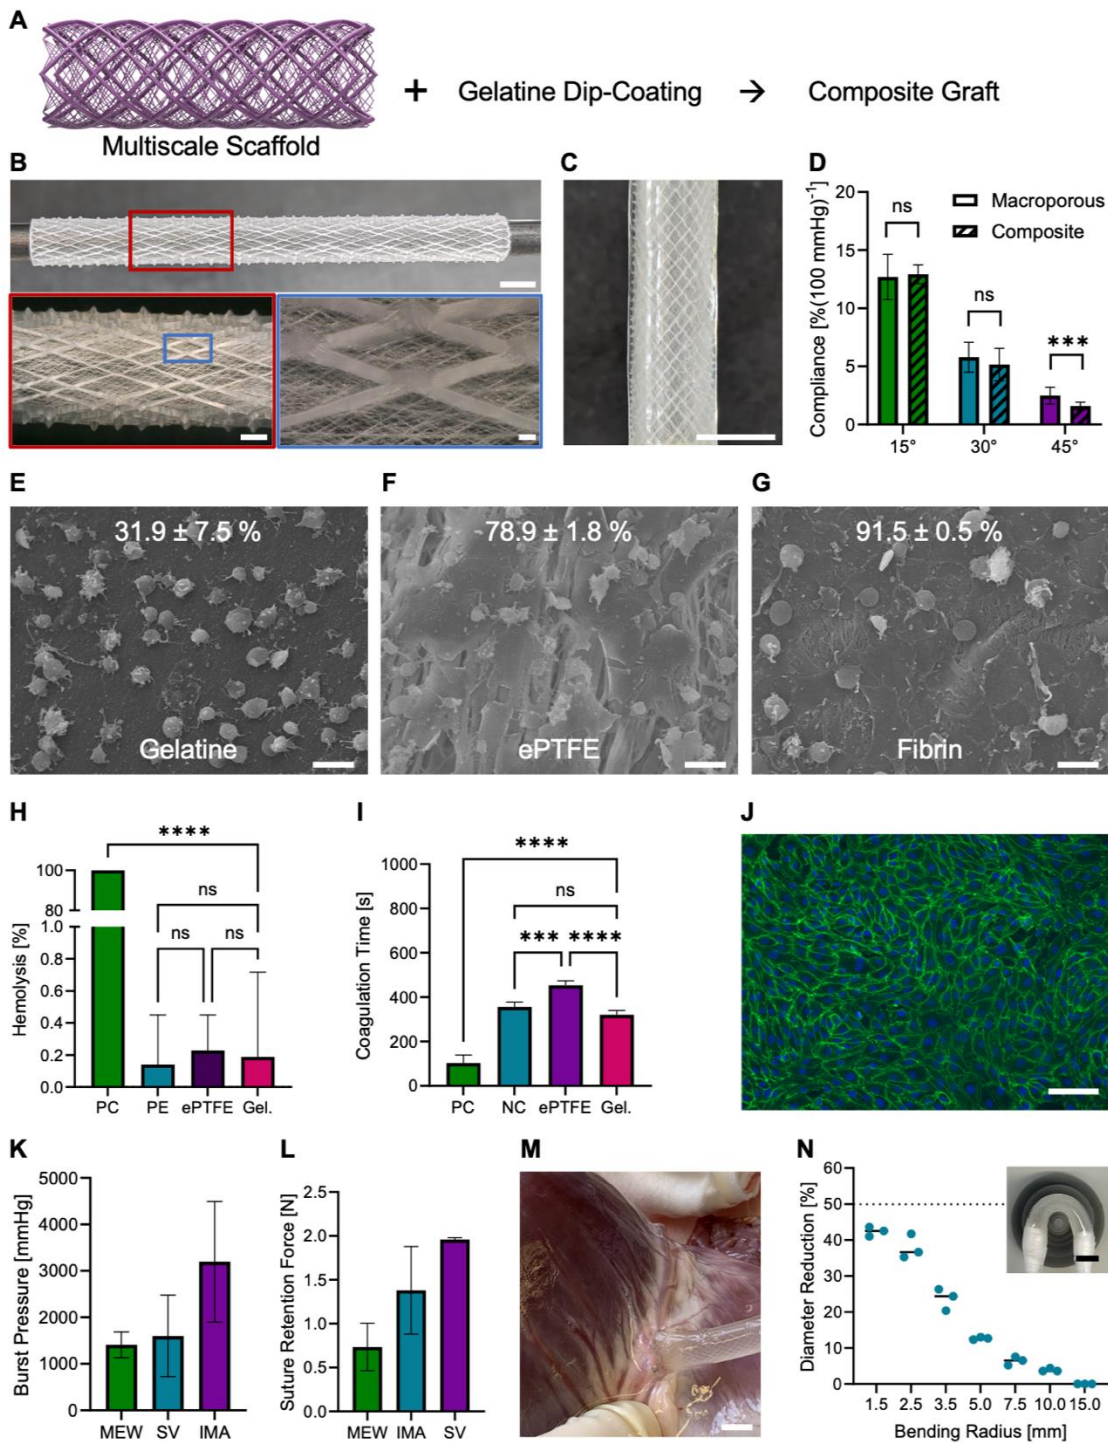 A
Multiscale Scaffold
+ Gelatine Dip-Coating → Composite Graft
B
C
D
Compliance [%(100 mmHg)⁻¹]
20
15
10
5
0
ns
ns
***
Macroporous
Composite
15° 30° 45°
E
31.9 ± 7.5 %
Gelatine
F
78.9 ± 1.8 %
ePTFE
G
91.5 ± 0.5 %
Fibrin
H
Hemolysis [%]
100
80
1.0
0.8
0.6
0.4
0.2
0.0
****
ns
ns
ns
PC PE ePTFE Gel.
I
Coagulation Time [s]
1000
800
600
400
200
0
****
ns
*** ****
PC NC ePTFE Gel.
J
K
Burst Pressure [mmHg]
5000
4000
3000
2000
1000
0
MEW SV IMA
L
Suture Retention Force [N]
2.5
2.0
1.5
1.0
0.5
0.0
MEW IMA SV
M
N
Diameter Reduction [%]
60
50
40
30
20
10
0
1.5 2.5 3.5 5.0 7.5 10.0 15.0
Bending Radius [mm]